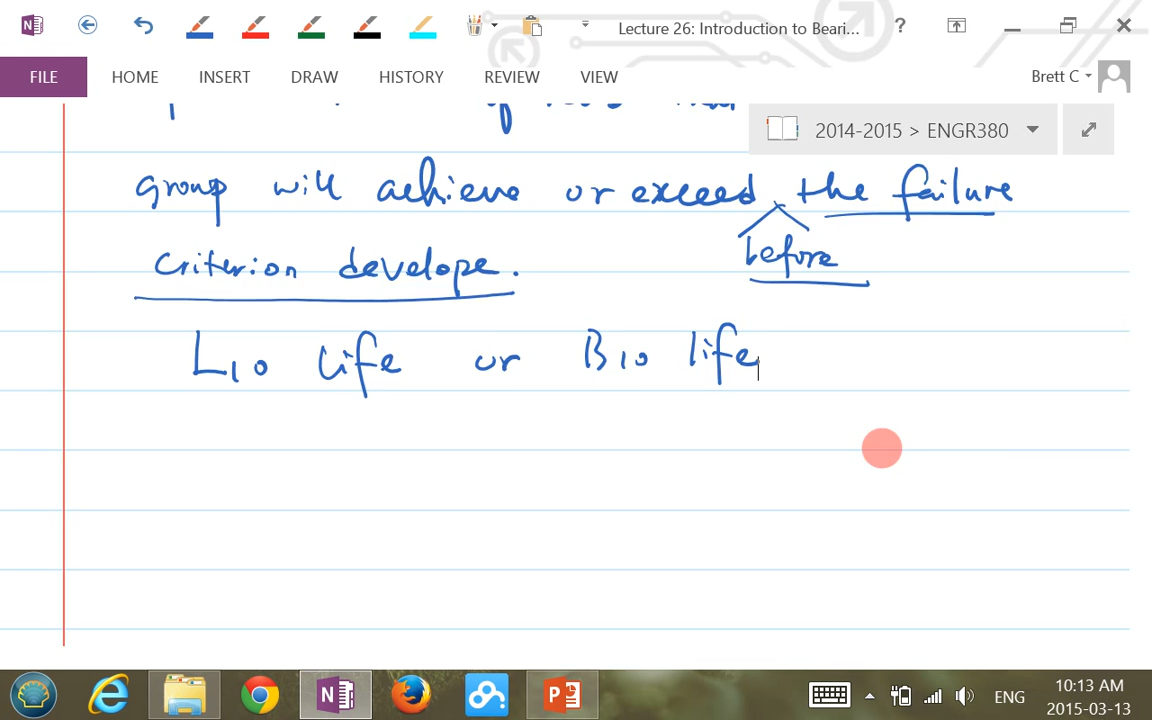 Lecture 26: Introduction to Beari...
?
FILE
HOME
INSERT
DRAW
HISTORY
REVIEW
VIEW
Brett C
2014-2015 > ENGR380
of
group will achieve or exceed the failure
before
criterion develope.
L10 life or B10 life
ENG
10:13 AM
2015-03-13